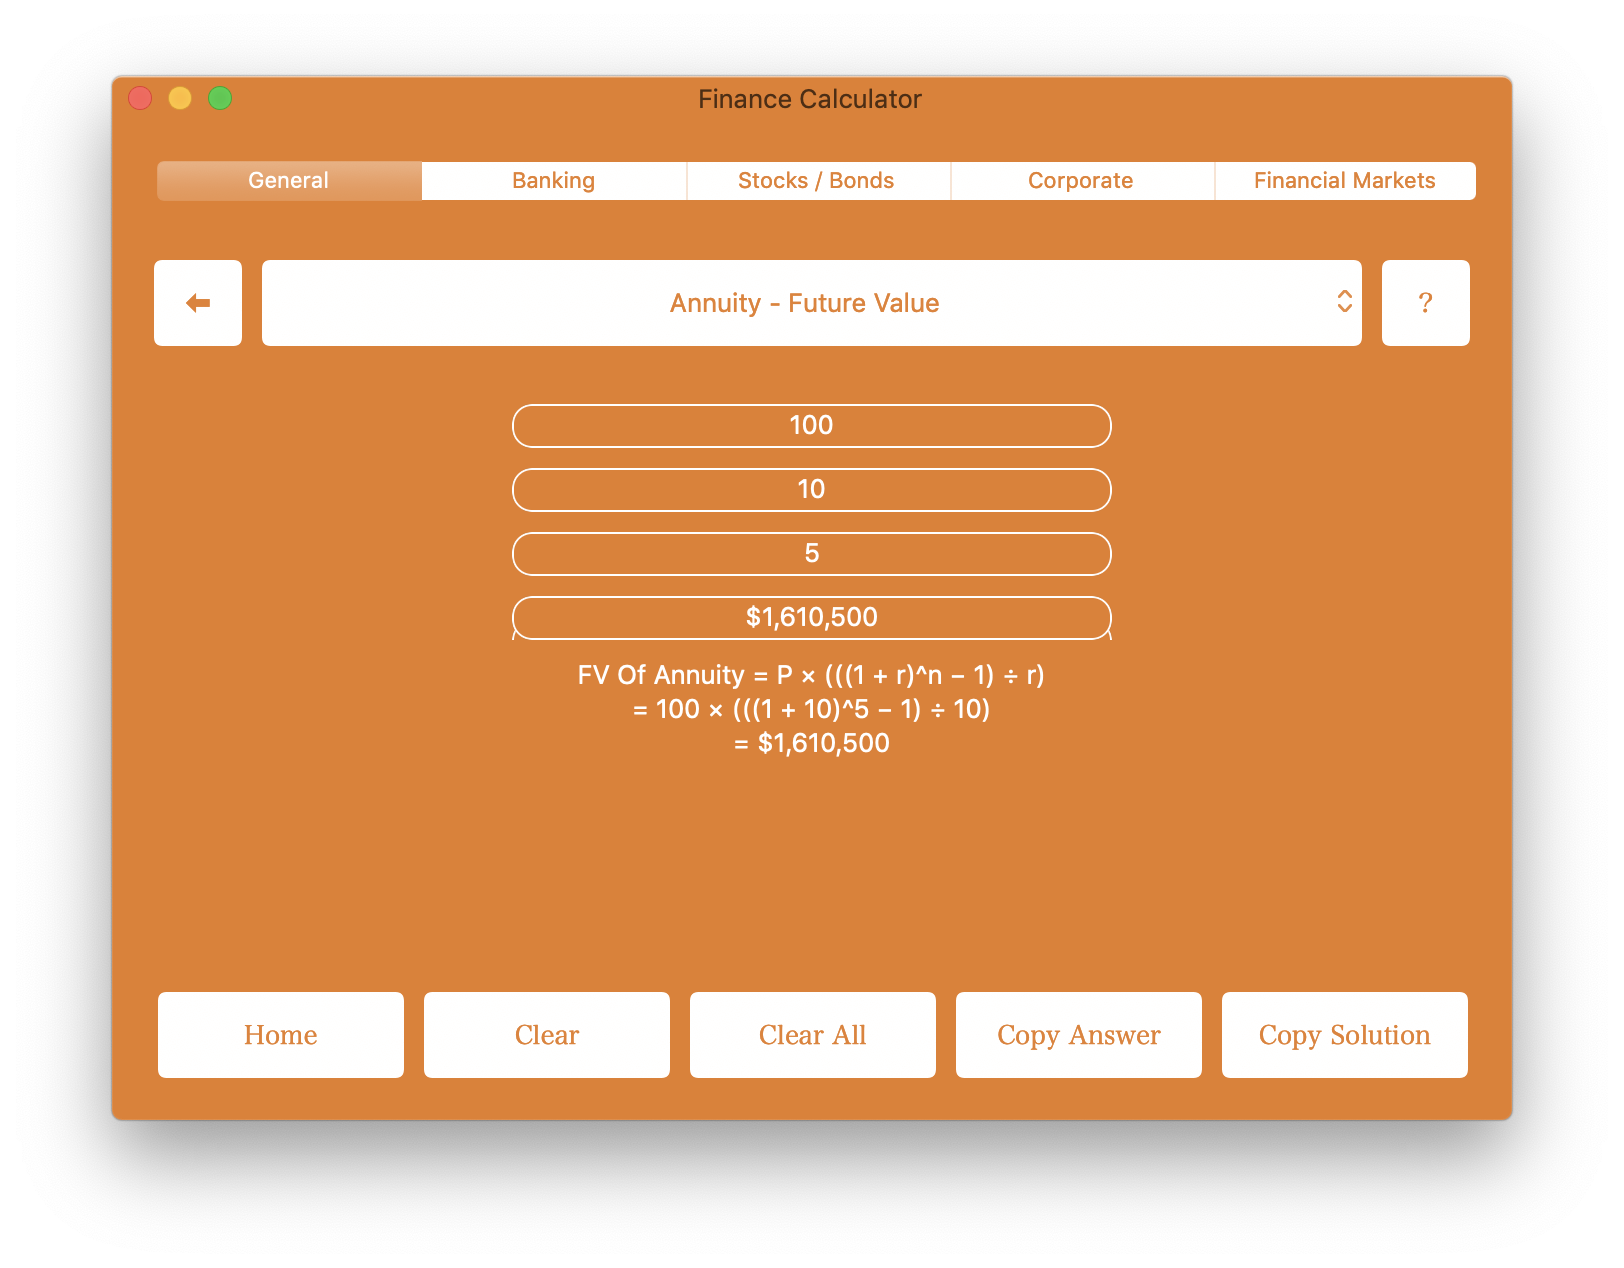 Finance Calculator
General Banking Stocks / Bonds Corporate Financial Markets
Annuity - Future Value ?
100
10
5
$1,610,500
FV Of Annuity = P × (((1 + r)^n − 1) ÷ r)
= 100 × (((1 + 10)^5 − 1) ÷ 10)
= $1,610,500
Home Clear Clear All Copy Answer Copy Solution